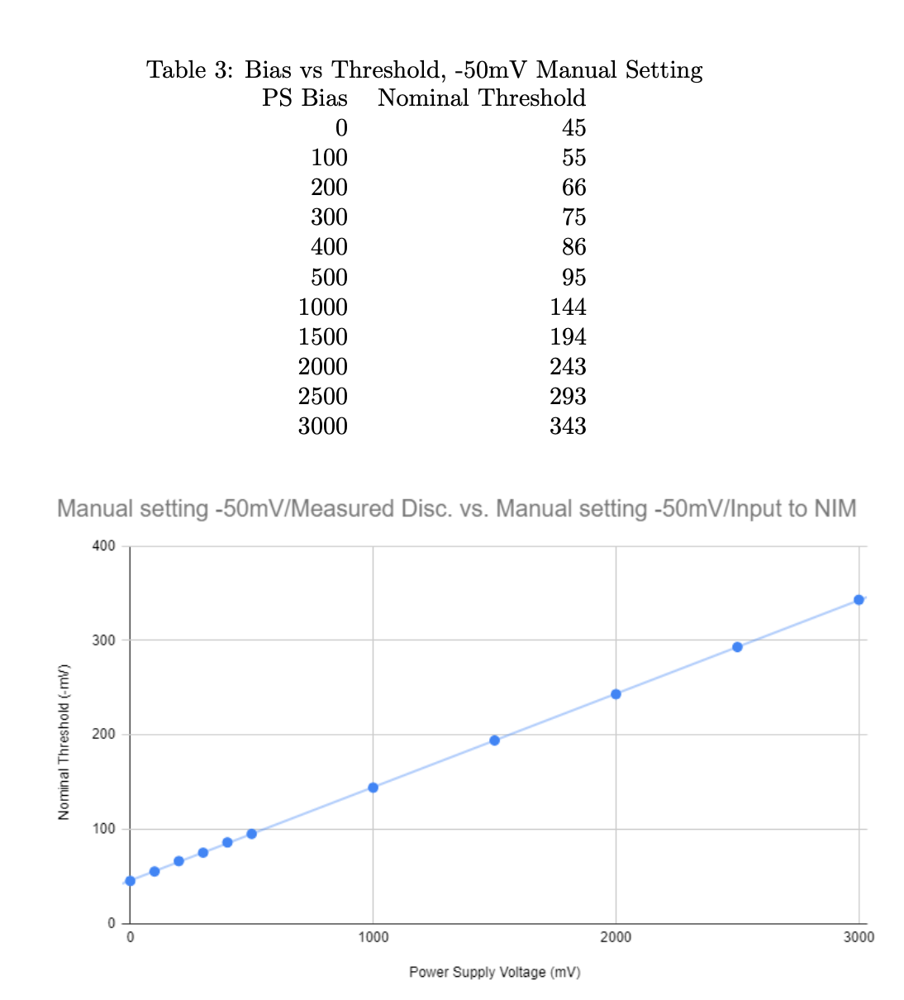 Table 3: Bias vs Threshold, -50mV Manual Setting
PS Bias Nominal Threshold
0 45
100 55
200 66
300 75
400 86
500 95
1000 144
1500 194
2000 243
2500 293
3000 343
Manual setting -50mV/Measured Disc. vs. Manual setting -50mV/Input to NIM
400
300
200
100
0
Nominal Threshold (-mV)
0 1000 2000 3000
Power Supply Voltage (mV)